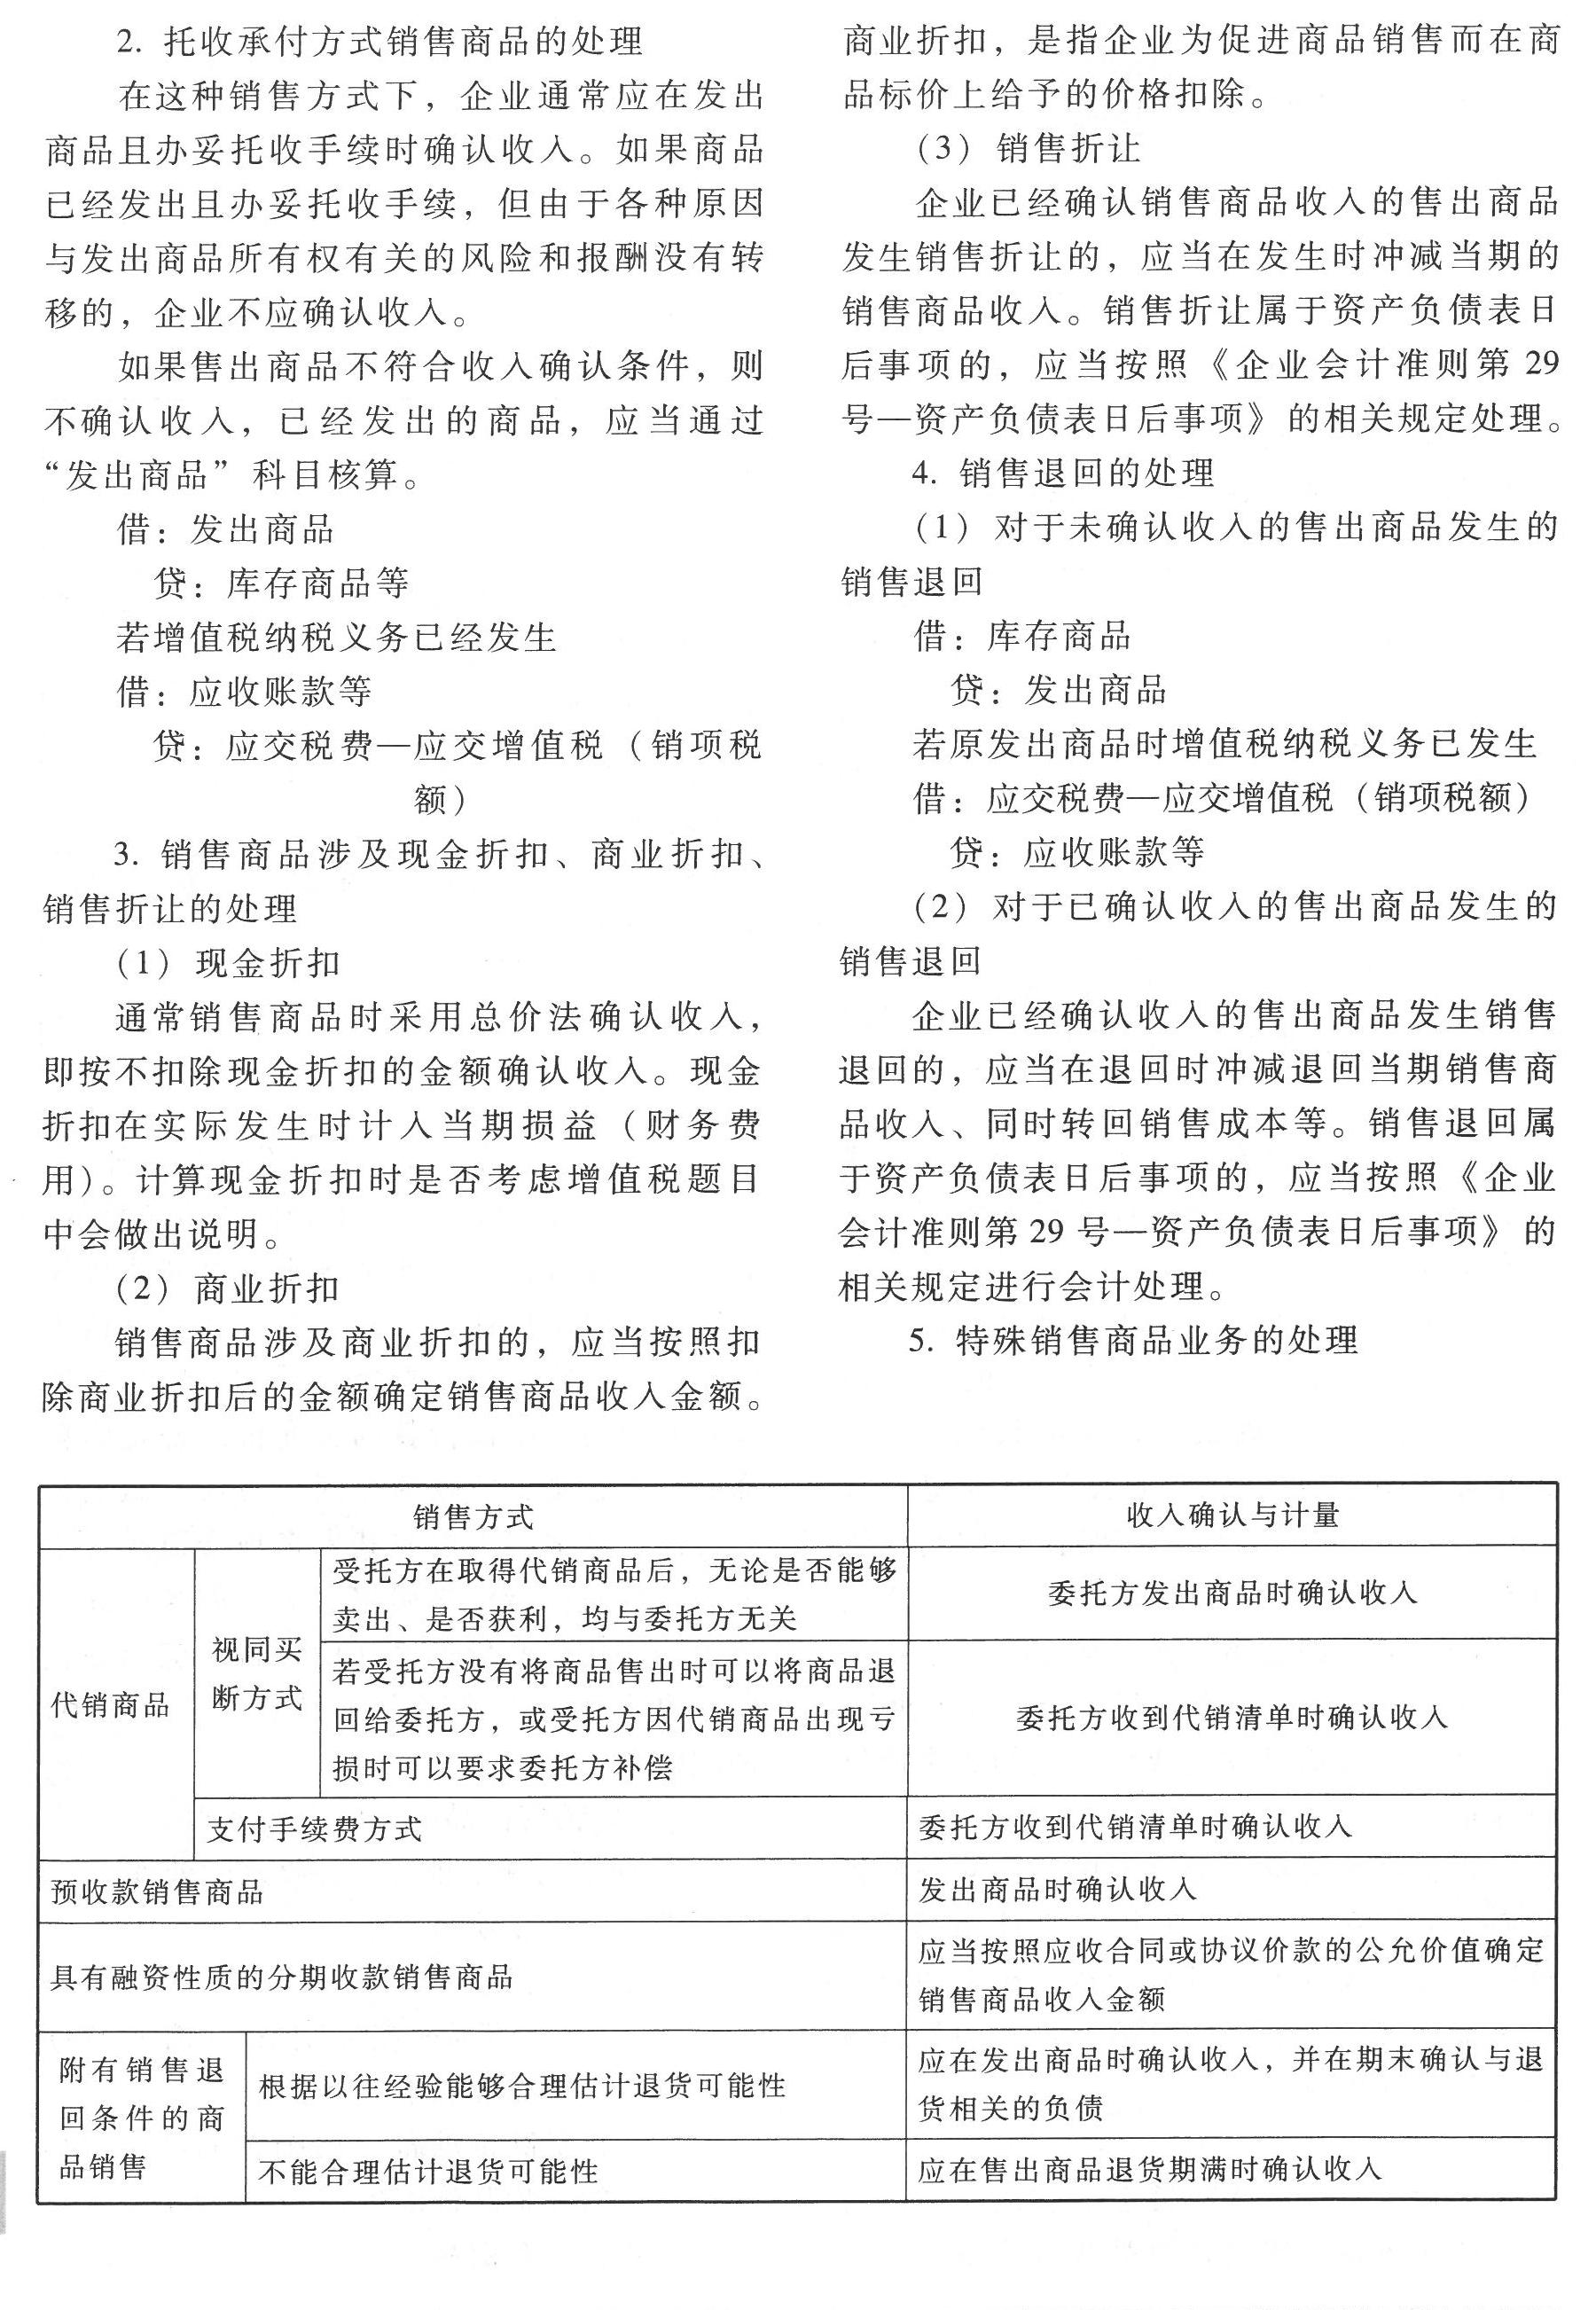 2. 托收承付方式销售商品的处理
在这种销售方式下，企业通常应在发出
商品且办妥托收手续时确认收入。如果商品
已经发出且办妥托收手续，但由于各种原因
与发出商品所有权有关的风险和报酬没有转
移的，企业不应确认收入。
如果售出商品不符合收入确认条件，则
不确认收入，已经发出的商品，应当通过
“发出商品”科目核算。
借：发出商品
贷：库存商品等
若增值税纳税义务已经发生
借：应收账款等
贷：应交税费—应交增值税（销项税
额）
3. 销售商品涉及现金折扣、商业折扣、
销售折让的处理
（1）现金折扣
通常销售商品时采用总价法确认收入，
即按不扣除现金折扣的金额确认收入。现金
折扣在实际发生时计入当期损益（财务费
用）。计算现金折扣时是否考虑增值税题目
中会做出说明。
（2）商业折扣
销售商品涉及商业折扣的，应当按照扣
除商业折扣后的金额确定销售商品收入金额。
商业折扣，是指企业为促进商品销售而在商
品标价上给予的价格扣除。
（3）销售折让
企业已经确认销售商品收入的售出商品
发生销售折让的，应当在发生时冲减当期的
销售商品收入。销售折让属于资产负债表日
后事项的，应当按照《企业会计准则第 29
号—资产负债表日后事项》的相关规定处理。
4. 销售退回的处理
（1）对于未确认收入的售出商品发生的
销售退回
借：库存商品
贷：发出商品
若原发出商品时增值税纳税义务已发生
借：应交税费—应交增值税（销项税额）
贷：应收账款等
（2）对于已确认收入的售出商品发生的
销售退回
企业已经确认收入的售出商品发生销售
退回的，应当在退回时冲减退回当期销售商
品收入、同时转回销售成本等。销售退回属
于资产负债表日后事项的，应当按照《企业
会计准则第 29 号—资产负债表日后事项》的
相关规定进行会计处理。
5. 特殊销售商品业务的处理
销售方式
收入确认与计量
代销商品
视同买
断方式
受托方在取得代销商品后，无论是否能够
卖出、是否获利，均与委托方无关
委托方发出商品时确认收入
若受托方没有将商品售出时可以将商品退
回给委托方，或受托方因代销商品出现亏
损时可以要求委托方补偿
委托方收到代销清单时确认收入
支付手续费方式
委托方收到代销清单时确认收入
预收款销售商品
发出商品时确认收入
具有融资性质的分期收款销售商品
应当按照应收合同或协议价款的公允价值确定
销售商品收入金额
附有销售退
回条件的商
品销售
根据以往经验能够合理估计退货可能性
应在发出商品时确认收入，并在期末确认与退
货相关的负债
不能合理估计退货可能性
应在售出商品退货期满时确认收入